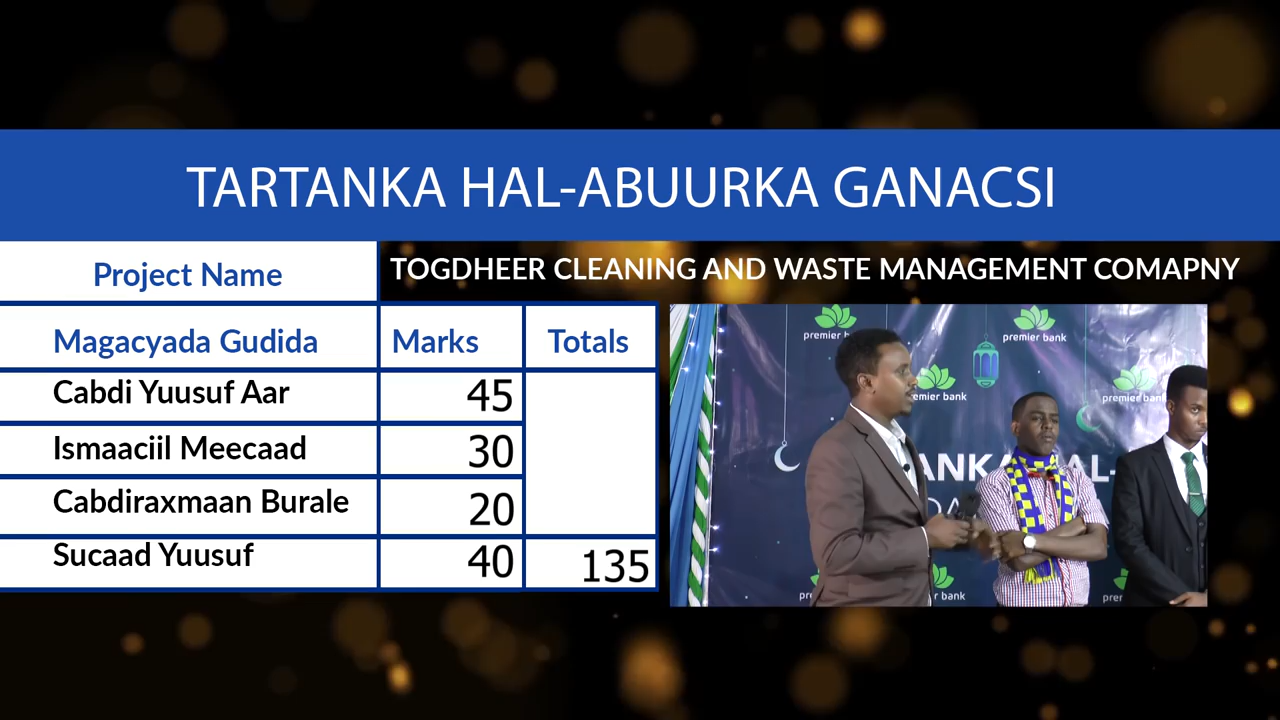 TARTANKA HAL-ABUURKA GANACSI
Project Name
TOGDHEER CLEANING AND WASTE MANAGEMENT COMAPNY
Magacyada Gudida Marks Totals
Cabdi Yuusuf Aar 45
Ismaaciil Meecaad 30
Cabdiraxmaan Burale 20
Sucaad Yuusuf 40 135
premier bank
premier bank
premier bank
premier bank